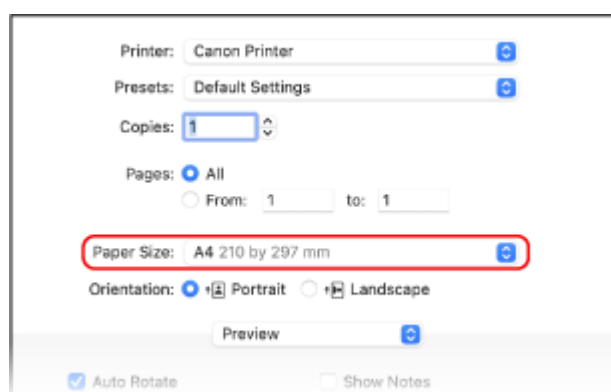 Printer: Canon Printer
Presets: Default Settings
Copies: 1
Pages: All
From: 1 to: 1
Paper Size: A4 210 by 297 mm
Orientation: Portrait Landscape
Preview
Auto Rotate Show Notes